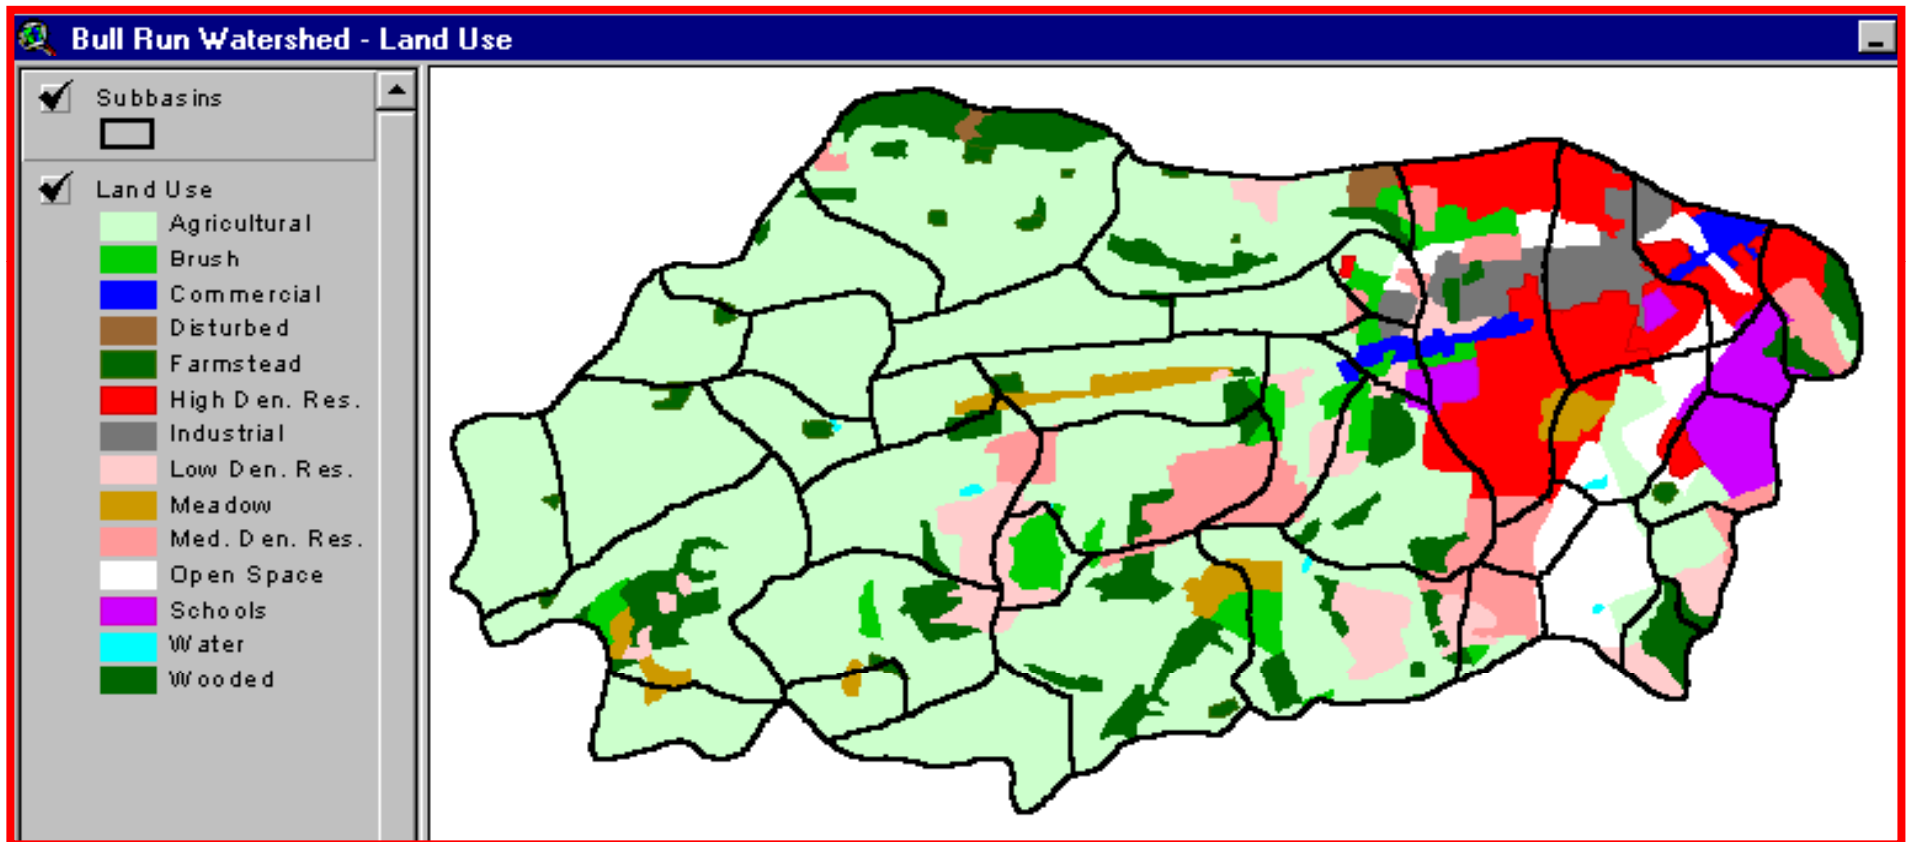 Bull Run Watershed - Land Use
Subbasins
Land Use
Agricultural
Brush
Commercial
Disturbed
Farmstead
High Den. Res.
Industrial
Low Den. Res.
Meadow
Med. Den. Res.
Open Space
Schools
Water
Wooded